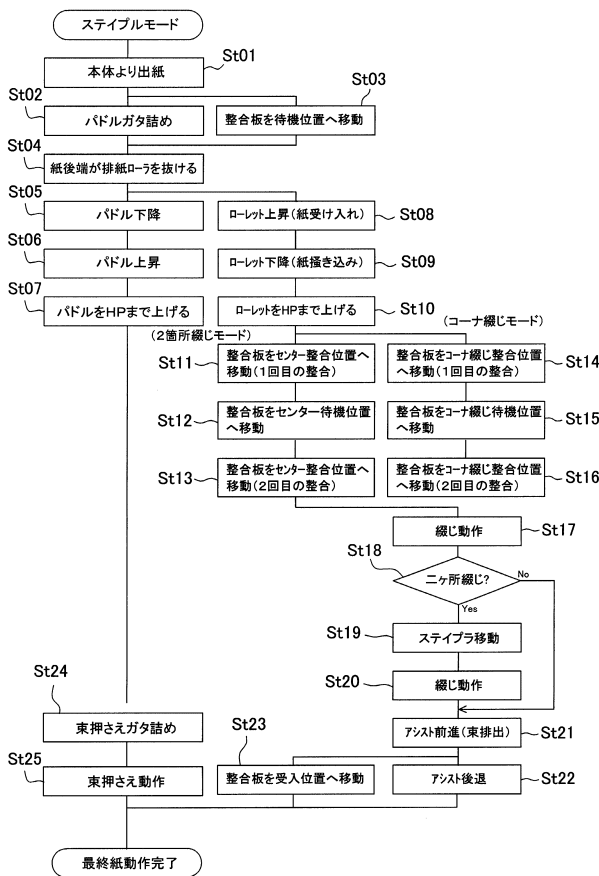 ステイプルモード
St01
本体より出紙
St02
パドルガタ詰め
St03
整合板を待機位置へ移動
St04
紙後端が排紙ローラを抜ける
St05
パドル下降
ローレット上昇(紙受け入れ)
St08
St06
パドル上昇
ローレット下降(紙掻き込み)
St09
St07
パドルをHPまで上げる
ローレットをHPまで上げる
St10
(2箇所綴じモード)
(コーナ綴じモード)
St11
整合板をセンター整合位置へ
移動(1回目の整合)
整合板をコーナ綴じ整合位置
へ移動(1回目の整合)
St14
St12
整合板をセンター待機位置
へ移動
整合板をコーナ綴じ待機位置
へ移動
St15
St13
整合板をセンター整合位置へ
移動(2回目の整合)
整合板をコーナ綴じ整合位置
へ移動(2回目の整合)
St16
綴じ動作
St17
St18
二ヶ所綴じ?
No
Yes
St19
ステイプラ移動
St20
綴じ動作
St24
束押さえガタ詰め
St23
アシスト前進(束排出)
St21
St25
束押さえ動作
整合板を受入位置へ移動
アシスト後退
St22
最終紙動作完了